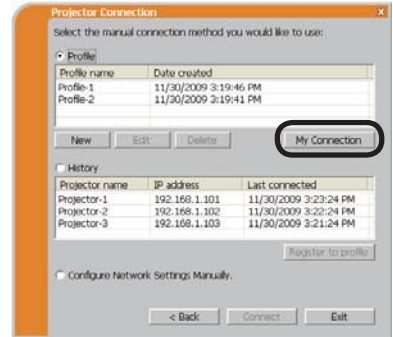 Projector Connection x
Select the manual connection method you would like to use:
Profile
Profile name Date created
Profile-1 11/30/2009 3:19:46 PM
Profile-2 11/30/2009 3:19:41 PM
New Edit Delete My Connection
History
Projector name IP address Last connected
Projector-1 192.168.1.101 11/30/2009 3:23:24 PM
Projector-2 192.168.1.102 11/30/2009 3:22:24 PM
Projector-3 192.168.1.103 11/30/2009 3:21:24 PM
Register to profile
Configure Network Settings Manually.
< Back Connect Exit